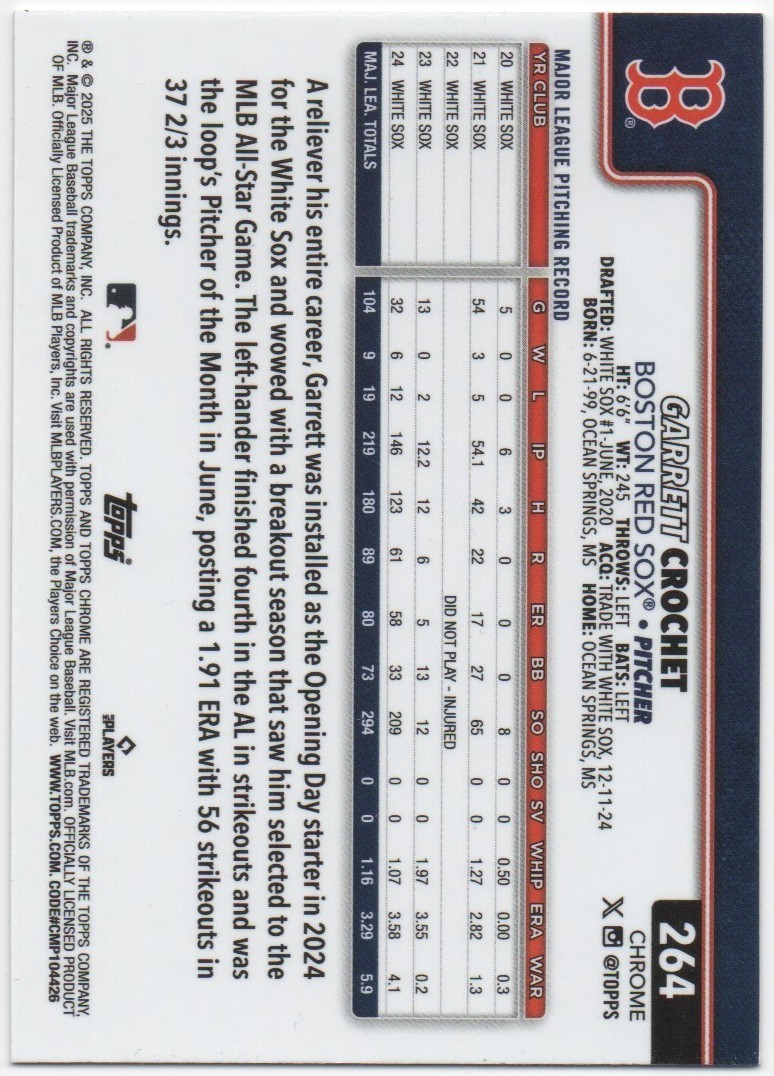 B®
264
CHROME
X @TOPPS
GARRETT CROCHET
BOSTON RED SOX® • PITCHER
HT: 6'6" WT: 245 THROWS: LEFT BATS: LEFT
DRAFTED: WHITE SOX #1-JUNE, 2020 ACQ: TRADE WITH WHITE SOX, 12-11-24
BORN: 6-21-99, OCEAN SPRINGS, MS HOME: OCEAN SPRINGS, MS
MAJOR LEAGUE PITCHING RECORD
YR CLUB G W L IP H R ER BB SO SHO SV WHIP ERA WAR
20 WHITE SOX 5 0 0 6 3 0 0 0 8 0 0 0.50 0.00 0.3
21 WHITE SOX 54 3 5 54.1 42 22 17 27 65 0 0 1.27 2.82 1.3
22 WHITE SOX DID NOT PLAY - INJURED
23 WHITE SOX 13 0 2 12.2 12 6 5 13 12 0 0 1.97 3.55 0.2
24 WHITE SOX 32 6 12 146 123 61 58 33 209 0 0 1.07 3.58 4.1
MAJ. LEA. TOTALS 104 9 19 219 180 89 80 73 294 0 0 1.16 3.29 5.9
A reliever his entire career, Garrett was installed as the Opening Day starter in 2024
for the White Sox and wowed with a breakout season that saw him selected to the
MLB All-Star Game. The left-hander finished fourth in the AL in strikeouts and was
the loop's Pitcher of the Month in June, posting a 1.91 ERA with 56 strikeouts in
37 2/3 innings.
®
topps®
MLB PLAYERS
® & © 2025 THE TOPPS COMPANY, INC. ALL RIGHTS RESERVED. TOPPS AND TOPPS CHROME ARE REGISTERED TRADEMARKS OF THE TOPPS COMPANY,
INC. Major League Baseball trademarks and copyrights are used with permission of Major League Baseball. Visit MLB.com. OFFICIALLY LICENSED PRODUCT
OF MLB. Officially Licensed Product of MLB Players, Inc. Visit MLBPLAYERS.COM, the Players Choice on the web. WWW.TOPPS.COM. CODE#CMP104426